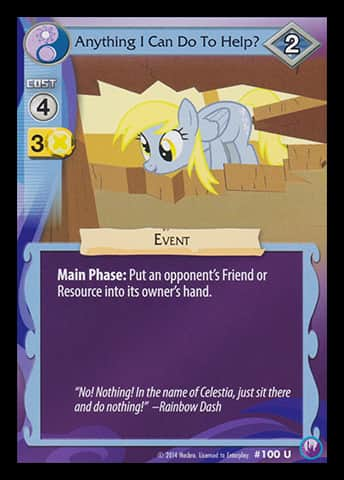 Anything I Can Do To Help?
2
COST
4
3
EVENT
Main Phase: Put an opponent's Friend or
Resource into its owner's hand.
"No! Nothing! In the name of Celestia, just sit there
and do nothing!" –Rainbow Dash
© 2014 Hasbro. Licensed to Enterplay. #100 U